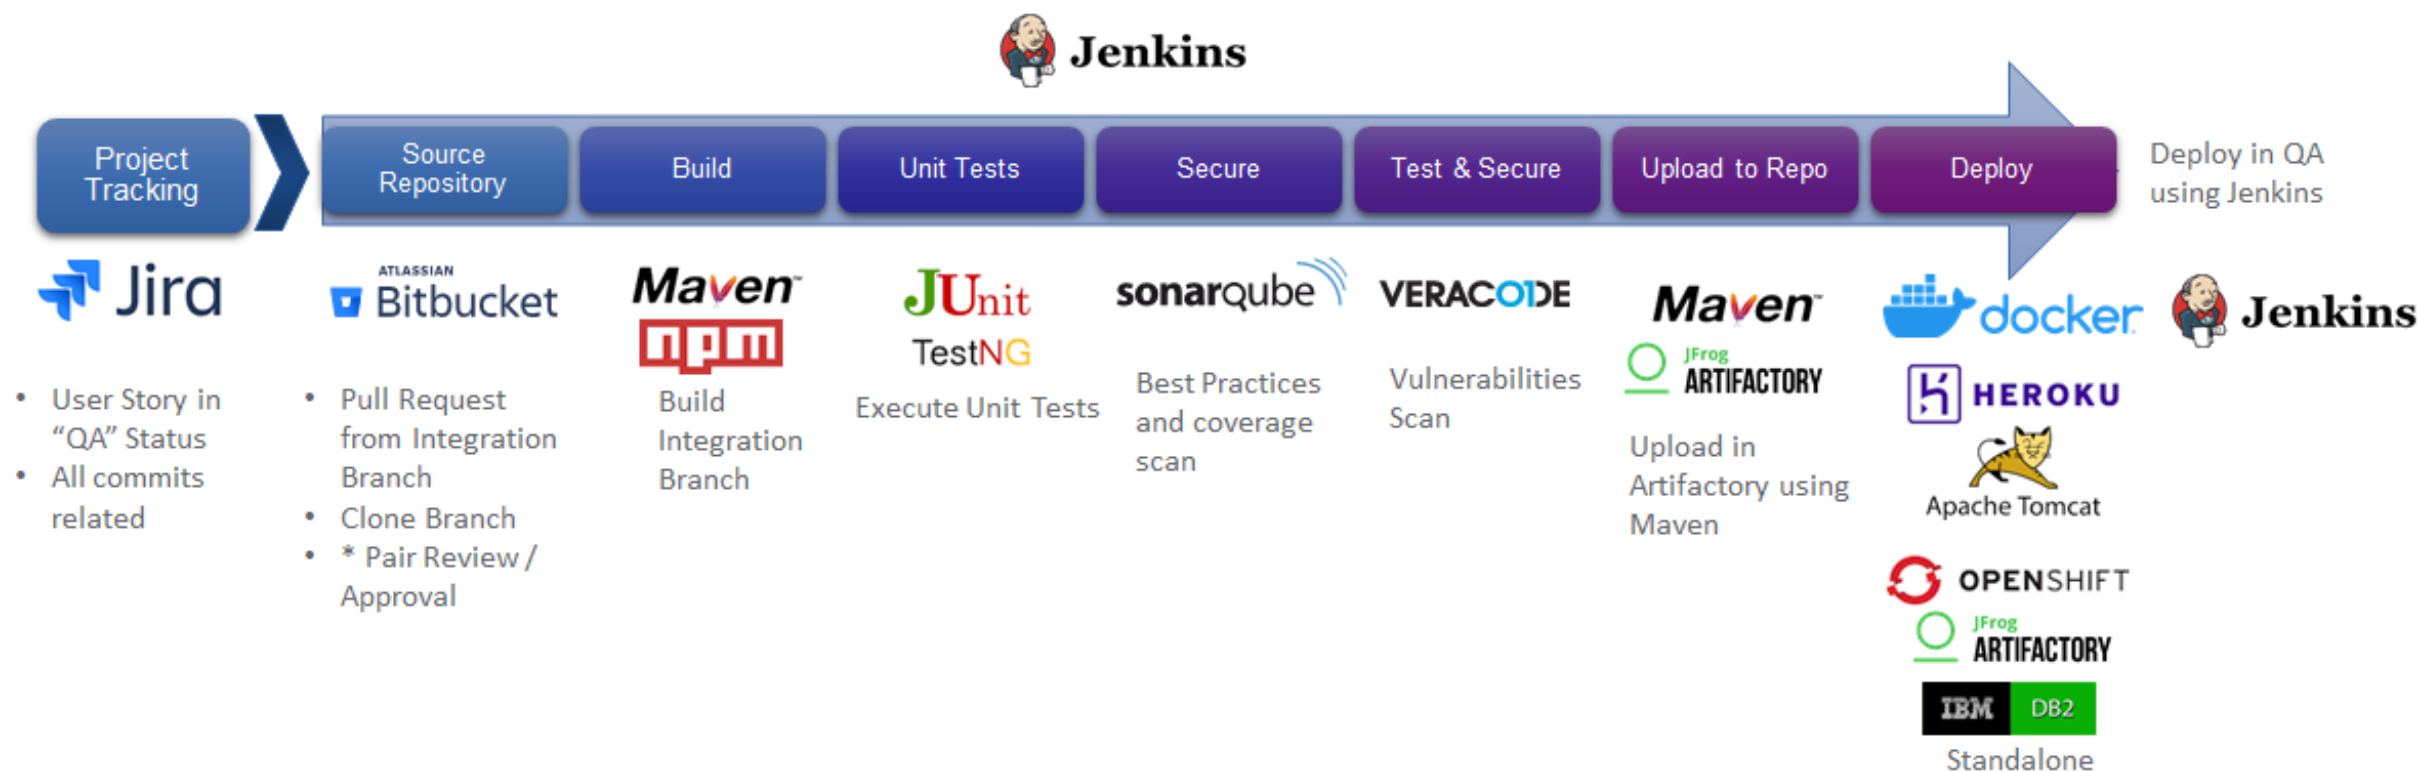 Jenkins
Project
Tracking
Source
Repository
Build
Unit Tests
Secure
Test & Secure
Upload to Repo
Deploy
Deploy in QA
using Jenkins
Jira
• User Story in
“QA” Status
• All commits
related
ATLASSIAN
Bitbucket
• Pull Request
from Integration
Branch
• Clone Branch
• * Pair Review /
Approval
Maven™
npm
Build
Integration
Branch
JUnit
TestNG
Execute Unit Tests
sonarqube
Best Practices
and coverage
scan
VERACODE
Vulnerabilities
Scan
Maven™
JFrog
ARTIFACTORY
Upload in
Artifactory using
Maven
docker
HEROKU
Apache Tomcat
OPENSHIFT
JFrog
ARTIFACTORY
IBM DB2
Standalone
Jenkins